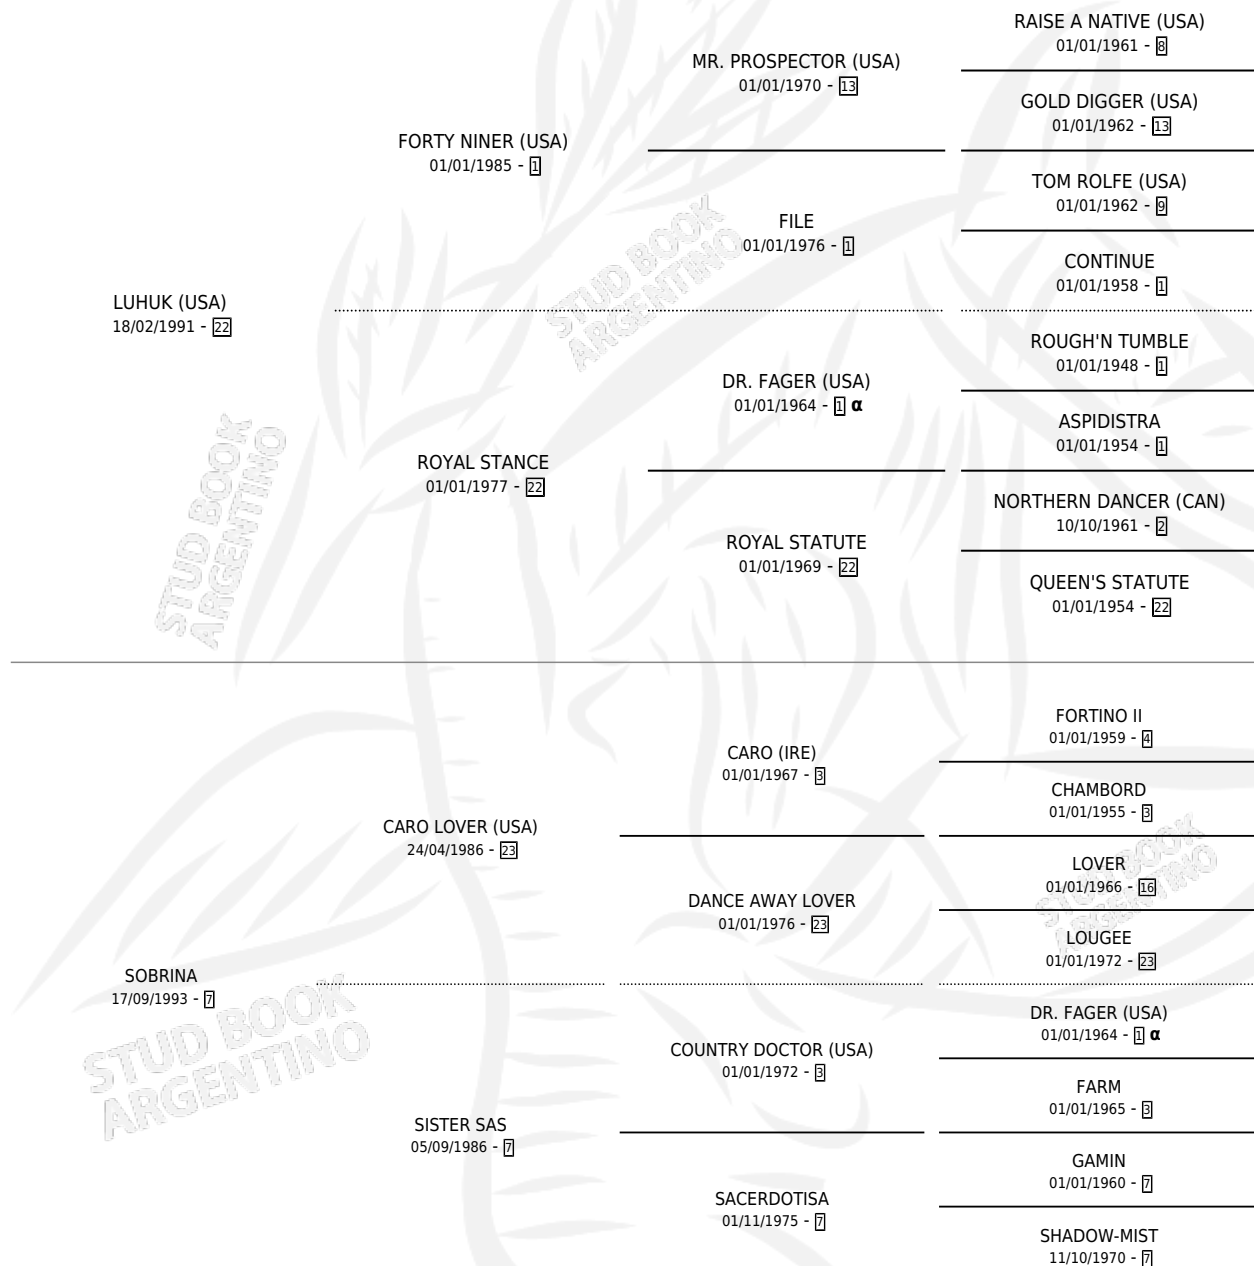 RAISE A NATIVE (USA)
01/01/1961 - 8
MR. PROSPECTOR (USA)
01/01/1970 - 13
GOLD DIGGER (USA)
01/01/1962 - 13
FORTY NINER (USA)
01/01/1985 - 1
TOM ROLFE (USA)
01/01/1962 - 9
FILE
01/01/1976 - 1
CONTINUE
01/01/1958 - 1
LUHUK (USA)
18/02/1991 - 22
ROUGH'N TUMBLE
01/01/1948 - 1
DR. FAGER (USA)
01/01/1964 - 1 α
ASPIDISTRA
01/01/1954 - 1
ROYAL STANCE
01/01/1977 - 22
NORTHERN DANCER (CAN)
10/10/1961 - 2
ROYAL STATUTE
01/01/1969 - 22
QUEEN'S STATUTE
01/01/1954 - 22
FORTINO II
01/01/1959 - 4
CARO (IRE)
01/01/1967 - 3
CHAMBORD
01/01/1955 - 3
CARO LOVER (USA)
24/04/1986 - 23
LOVER
01/01/1966 - 16
DANCE AWAY LOVER
01/01/1976 - 23
LOUGEE
01/01/1972 - 23
SOBRINA
17/09/1993 - 7
DR. FAGER (USA)
01/01/1964 - 1 α
COUNTRY DOCTOR (USA)
01/01/1972 - 3
FARM
01/01/1965 - 3
SISTER SAS
05/09/1986 - 7
GAMIN
01/01/1960 - 7
SACERDOTISA
01/11/1975 - 7
SHADOW-MIST
11/10/1970 - 7
STUD BOOK
ARGENTINO
STUD BOOK
ARGENTINO
STUD BOOK
ARGENTINO
STUD BOOK
ARGENTINO